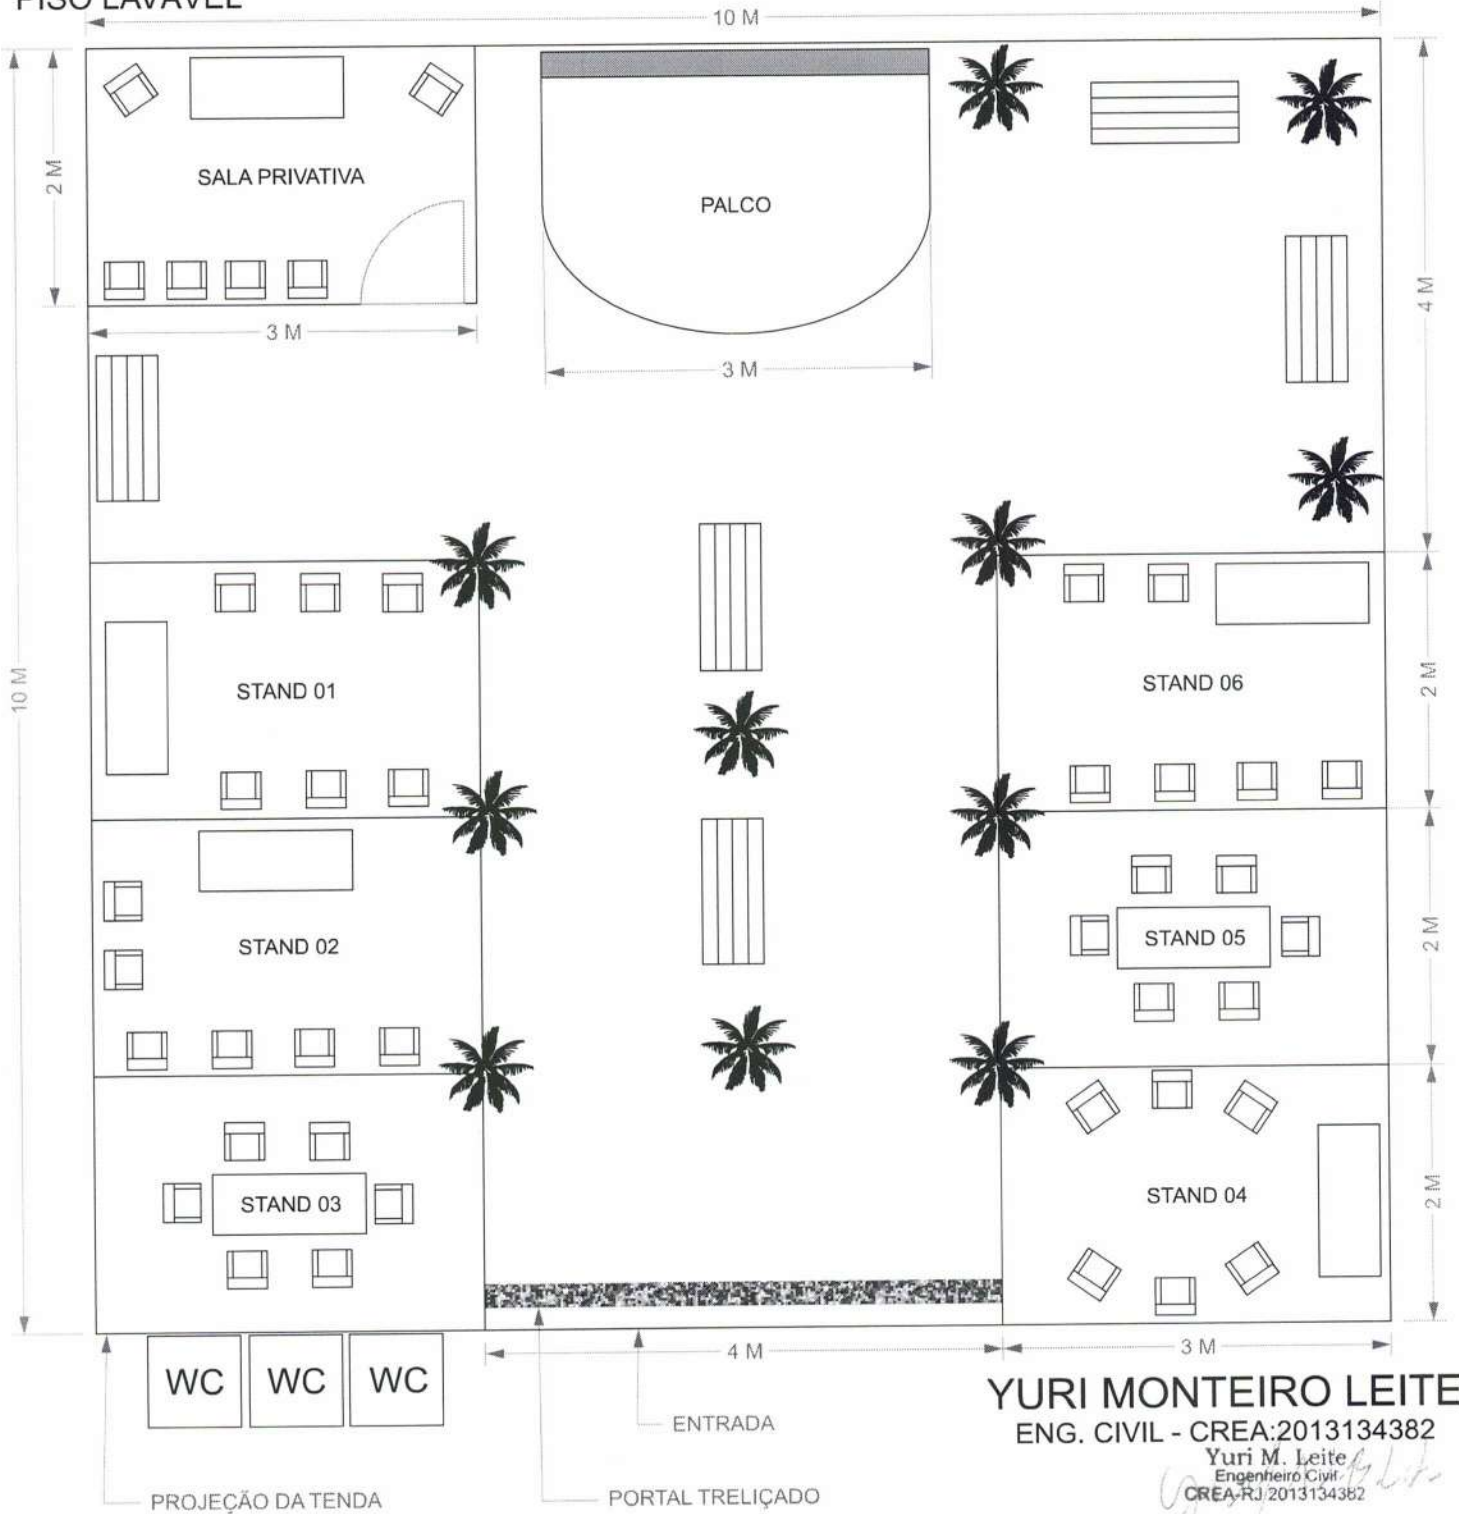 PISO LAVÁVEL
10 M
2 M
SALA PRIVATIVA
PALCO
4 M
3 M
3 M
10 M
STAND 01
STAND 06
2 M
STAND 02
STAND 05
2 M
STAND 03
STAND 04
2 M
4 M
3 M
WC
WC
WC
ENTRADA
PROJEÇÃO DA TENDA
PORTAL TRELIÇADO
YURI MONTEIRO LEITE
ENG. CIVIL - CREA:2013134382
Yuri M. Leite
Engenheiro Civil
CREA-RJ 2013134382